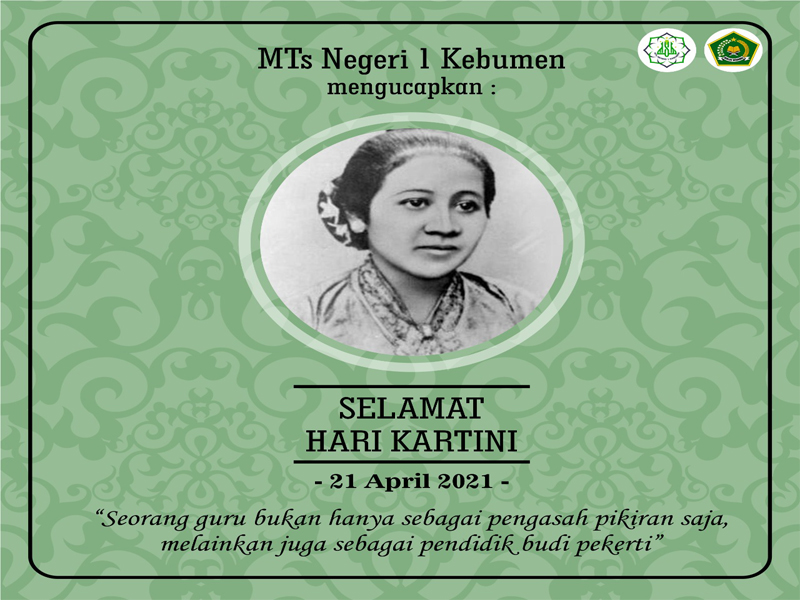 MTs Negeri 1 Kebumen
mengucapkan :
SELAMAT
HARI KARTINI
- 21 April 2021 -
“Seorang guru bukan hanya sebagai pengasah pikiran saja,
melainkan juga sebagai pendidik budi pekerti”